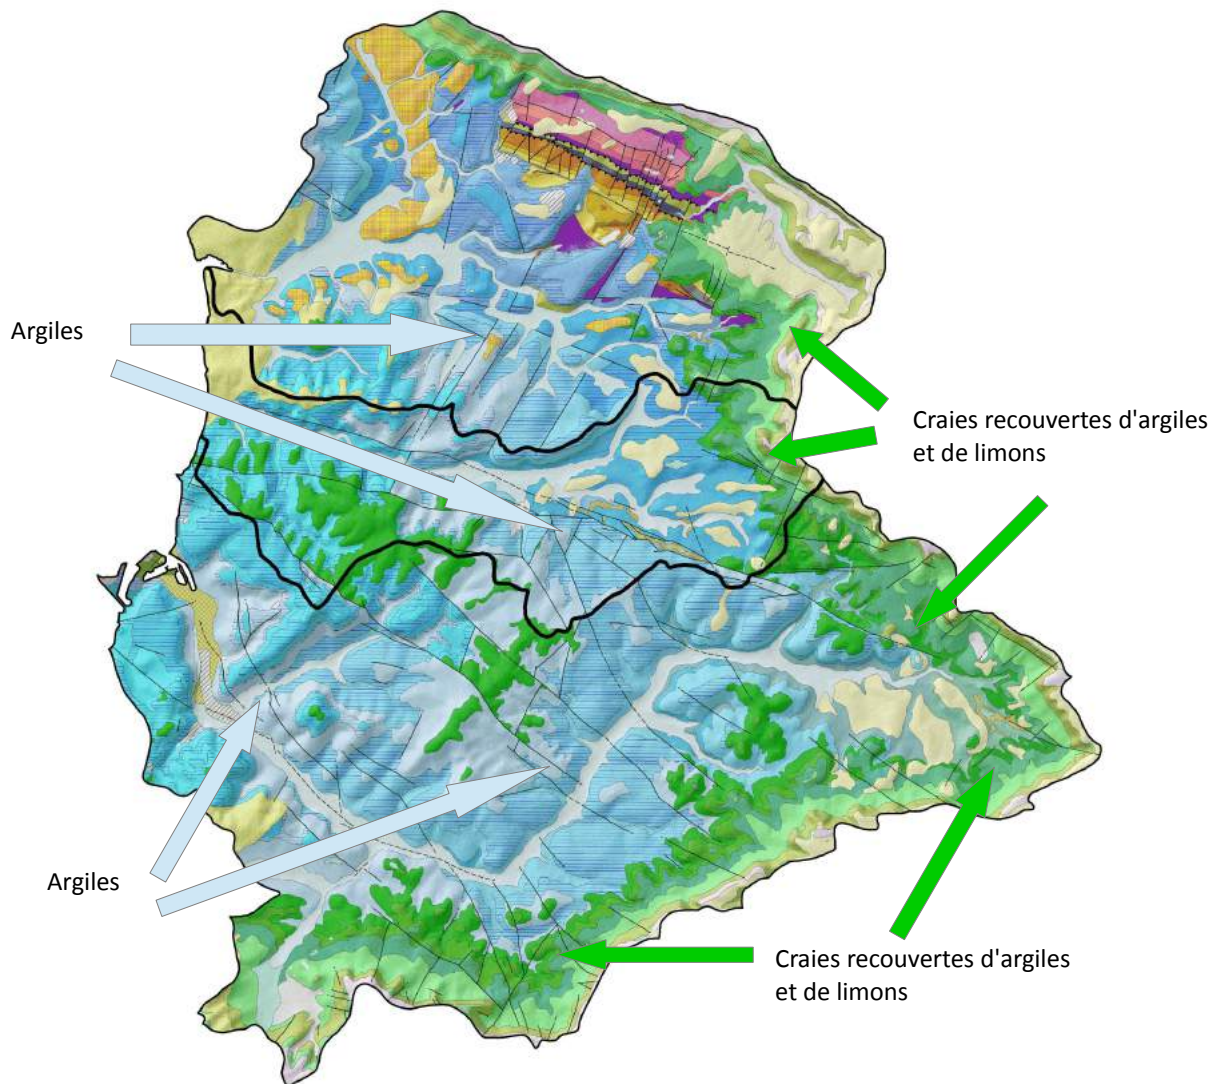 Argiles
Craies recouvertes d'argiles
et de limons
Argiles
Craies recouvertes d'argiles
et de limons